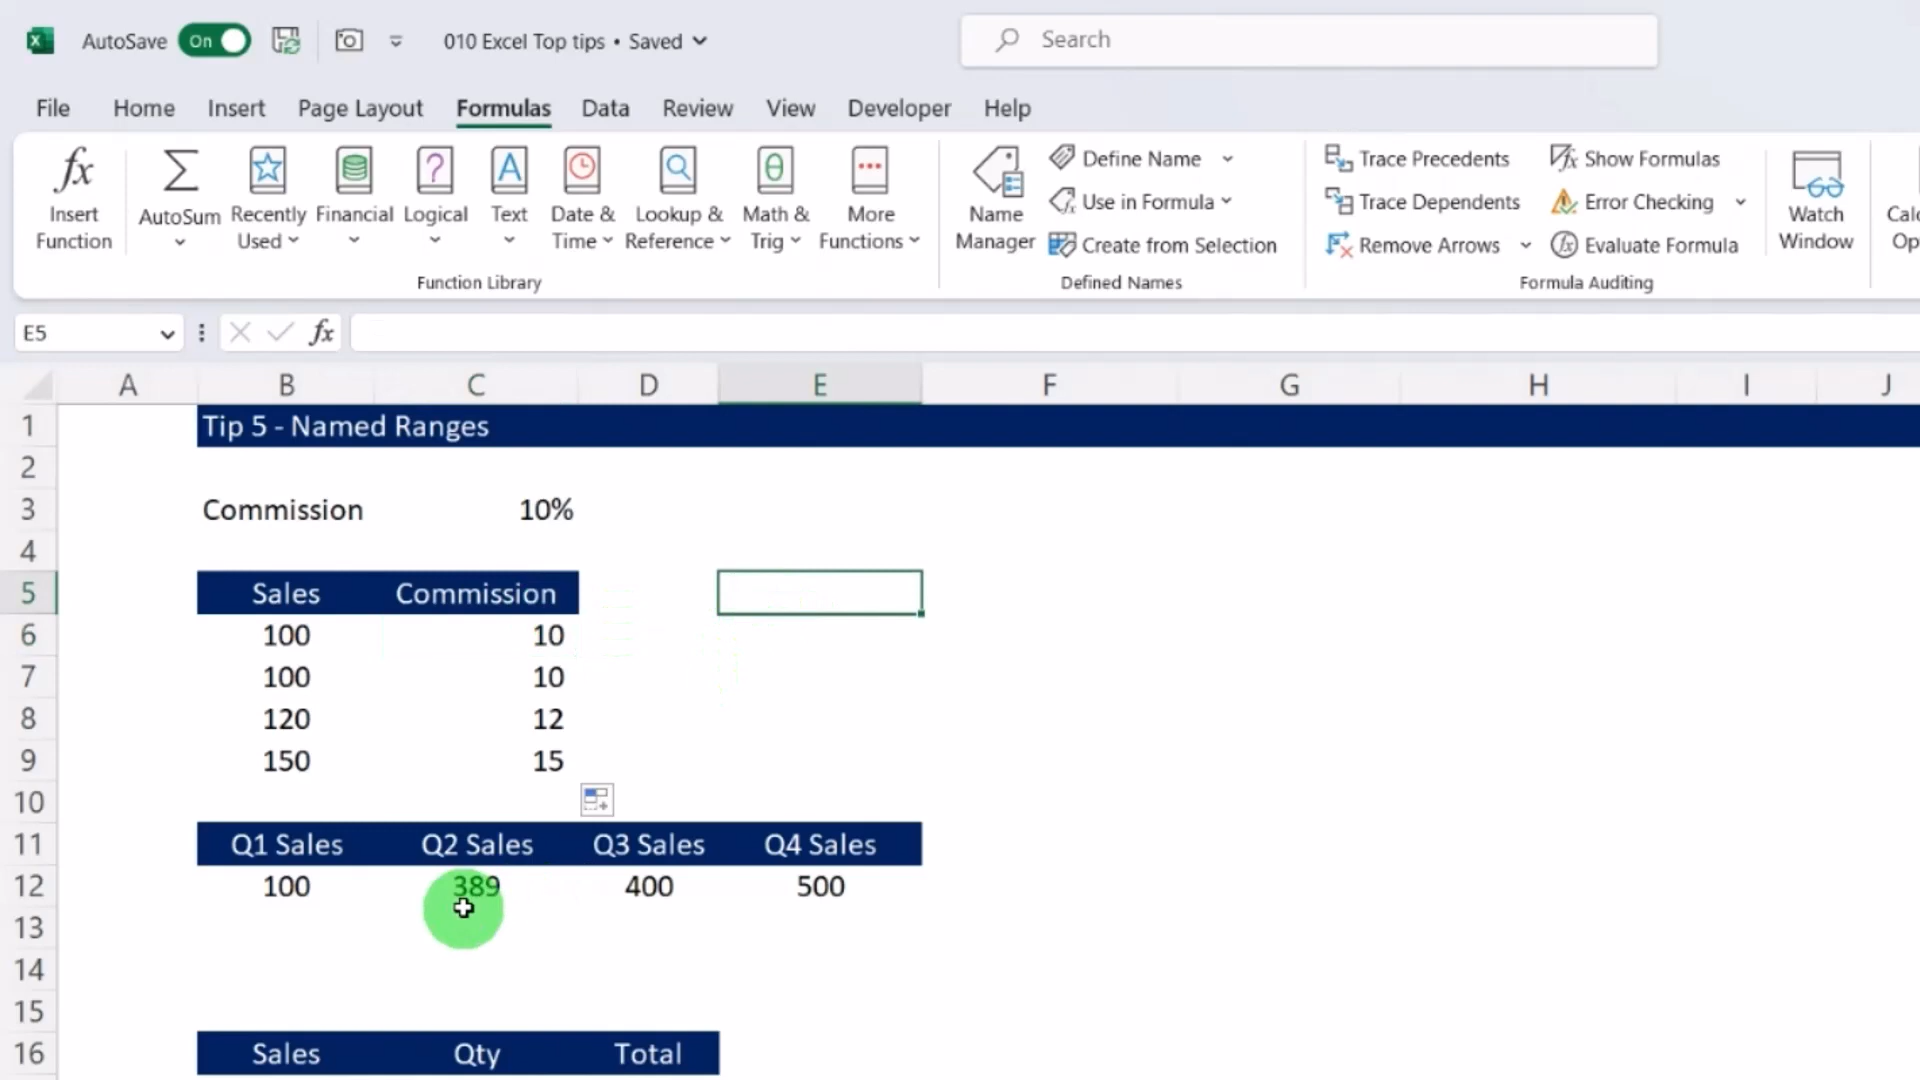 AutoSave On 010 Excel Top tips • Saved Search
File Home Insert Page Layout Formulas Data Review View Developer Help
Insert Function
AutoSum
Recently Used
Financial
Logical
Text
Date & Time
Lookup & Reference
Math & Trig
More Functions
Function Library
Name Manager
Define Name
Use in Formula
Create from Selection
Defined Names
Trace Precedents
Trace Dependents
Remove Arrows
Show Formulas
Error Checking
Evaluate Formula
Formula Auditing
Watch Window
E5 fx
A B C D E F G H I J
1 Tip 5 - Named Ranges
2
3 Commission 10%
4
5 Sales Commission
6 100 10
7 100 10
8 120 12
9 150 15
10
11 Q1 Sales Q2 Sales Q3 Sales Q4 Sales
12 100 389 400 500
13
14
15
16 Sales Qty Total